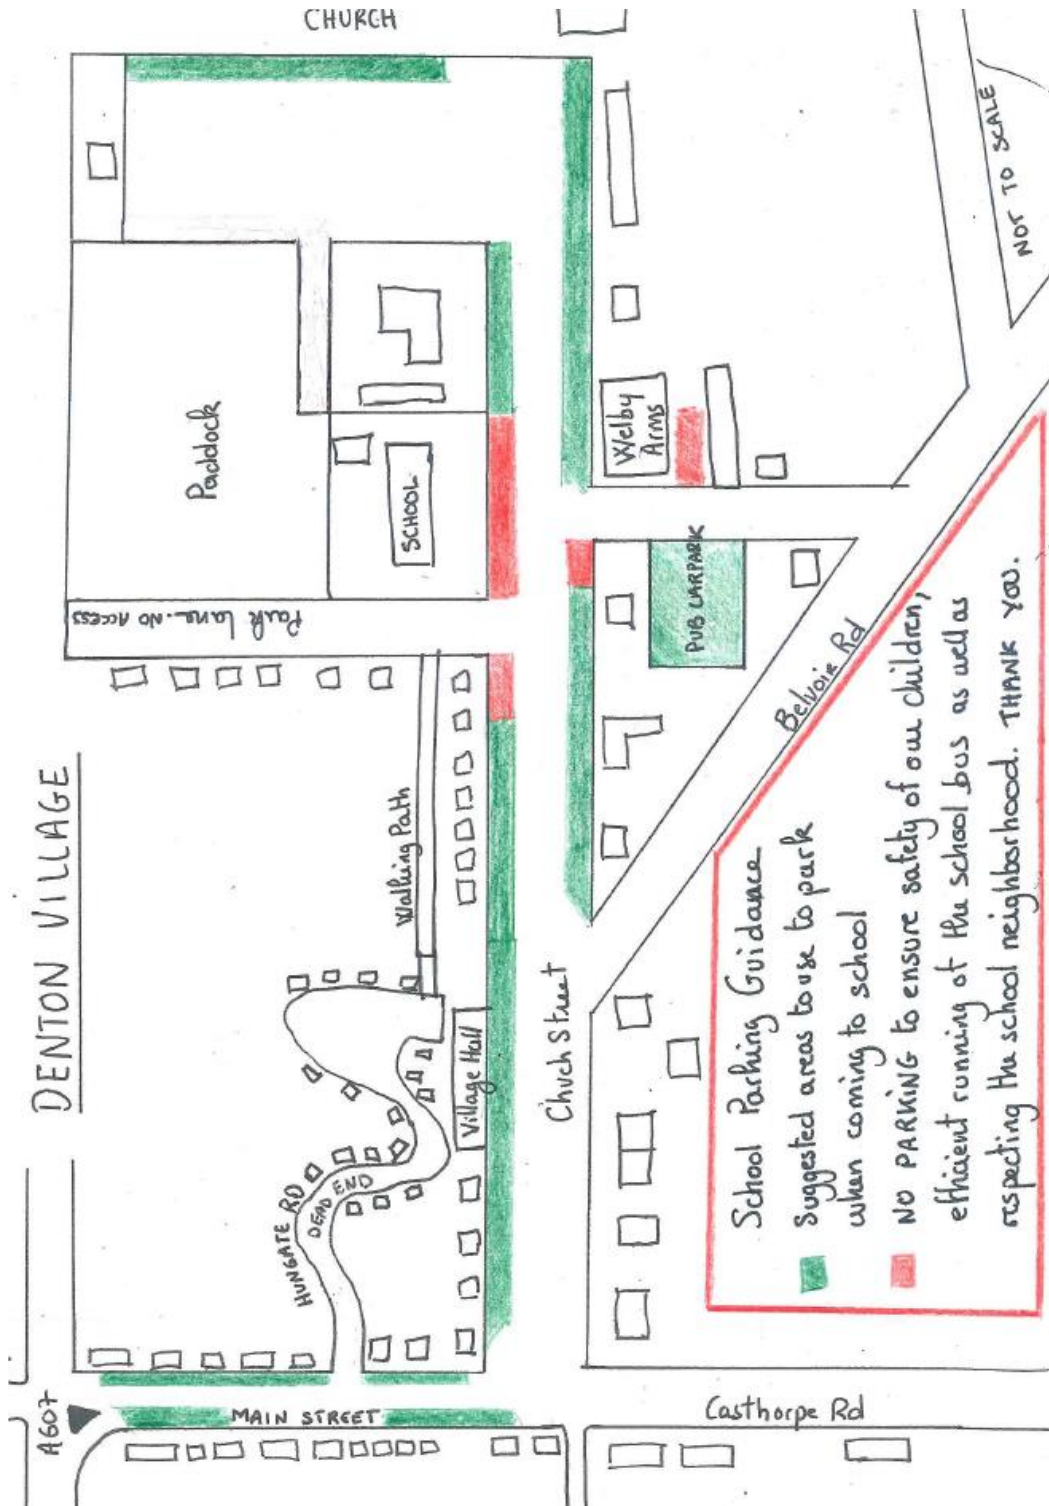 CHURCH
NOT TO SCALE
Paddock
SCHOOL
Welby
Arms
Park Lane - NO ACCESS
PUB CARPARK
Belvoir Rd
DENTON VILLAGE
Walking Path
Village Hall
Chuch Street
HUNGATE RD
DEAD END
School Parking Guidance
Suggested areas to use to park
when coming to school
NO PARKING to ensure safety of our children,
efficient running of the school bus as well as
respecting the school neighborhood. THANK YOU.
A607
MAIN STREET
Casthorpe Rd